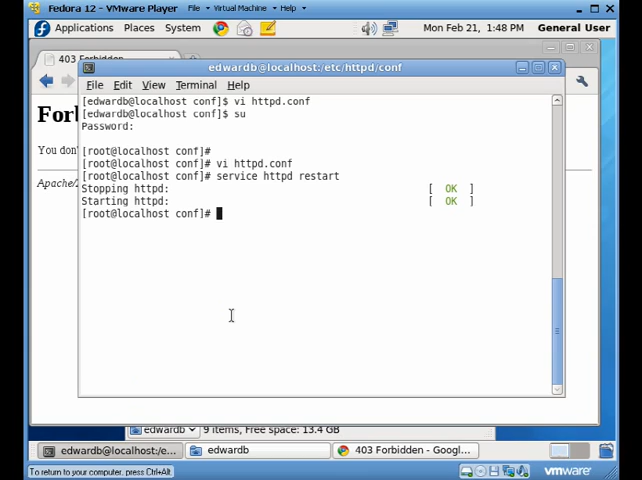 Fedora 12 - VMware Player File Virtual Machine Help
Applications Places System Mon Feb 21, 1:48 PM General User
403 Forbidden
edwardb@localhost:/etc/httpd/conf
File Edit View Terminal Help
[edwardb@localhost conf]$ vi httpd.conf
[edwardb@localhost conf]$ su
Password:
[root@localhost conf]#
[root@localhost conf]# vi httpd.conf
[root@localhost conf]# service httpd restart
Stopping httpd: [ OK ]
Starting httpd: [ OK ]
[root@localhost conf]#
Forb
You don'
Apache/2
edwardb 9 items, Free space: 13.4 GB
edwardb@localhost:/e... edwardb 403 Forbidden - Googl...
To return to your computer, press Ctrl+Alt. vmware